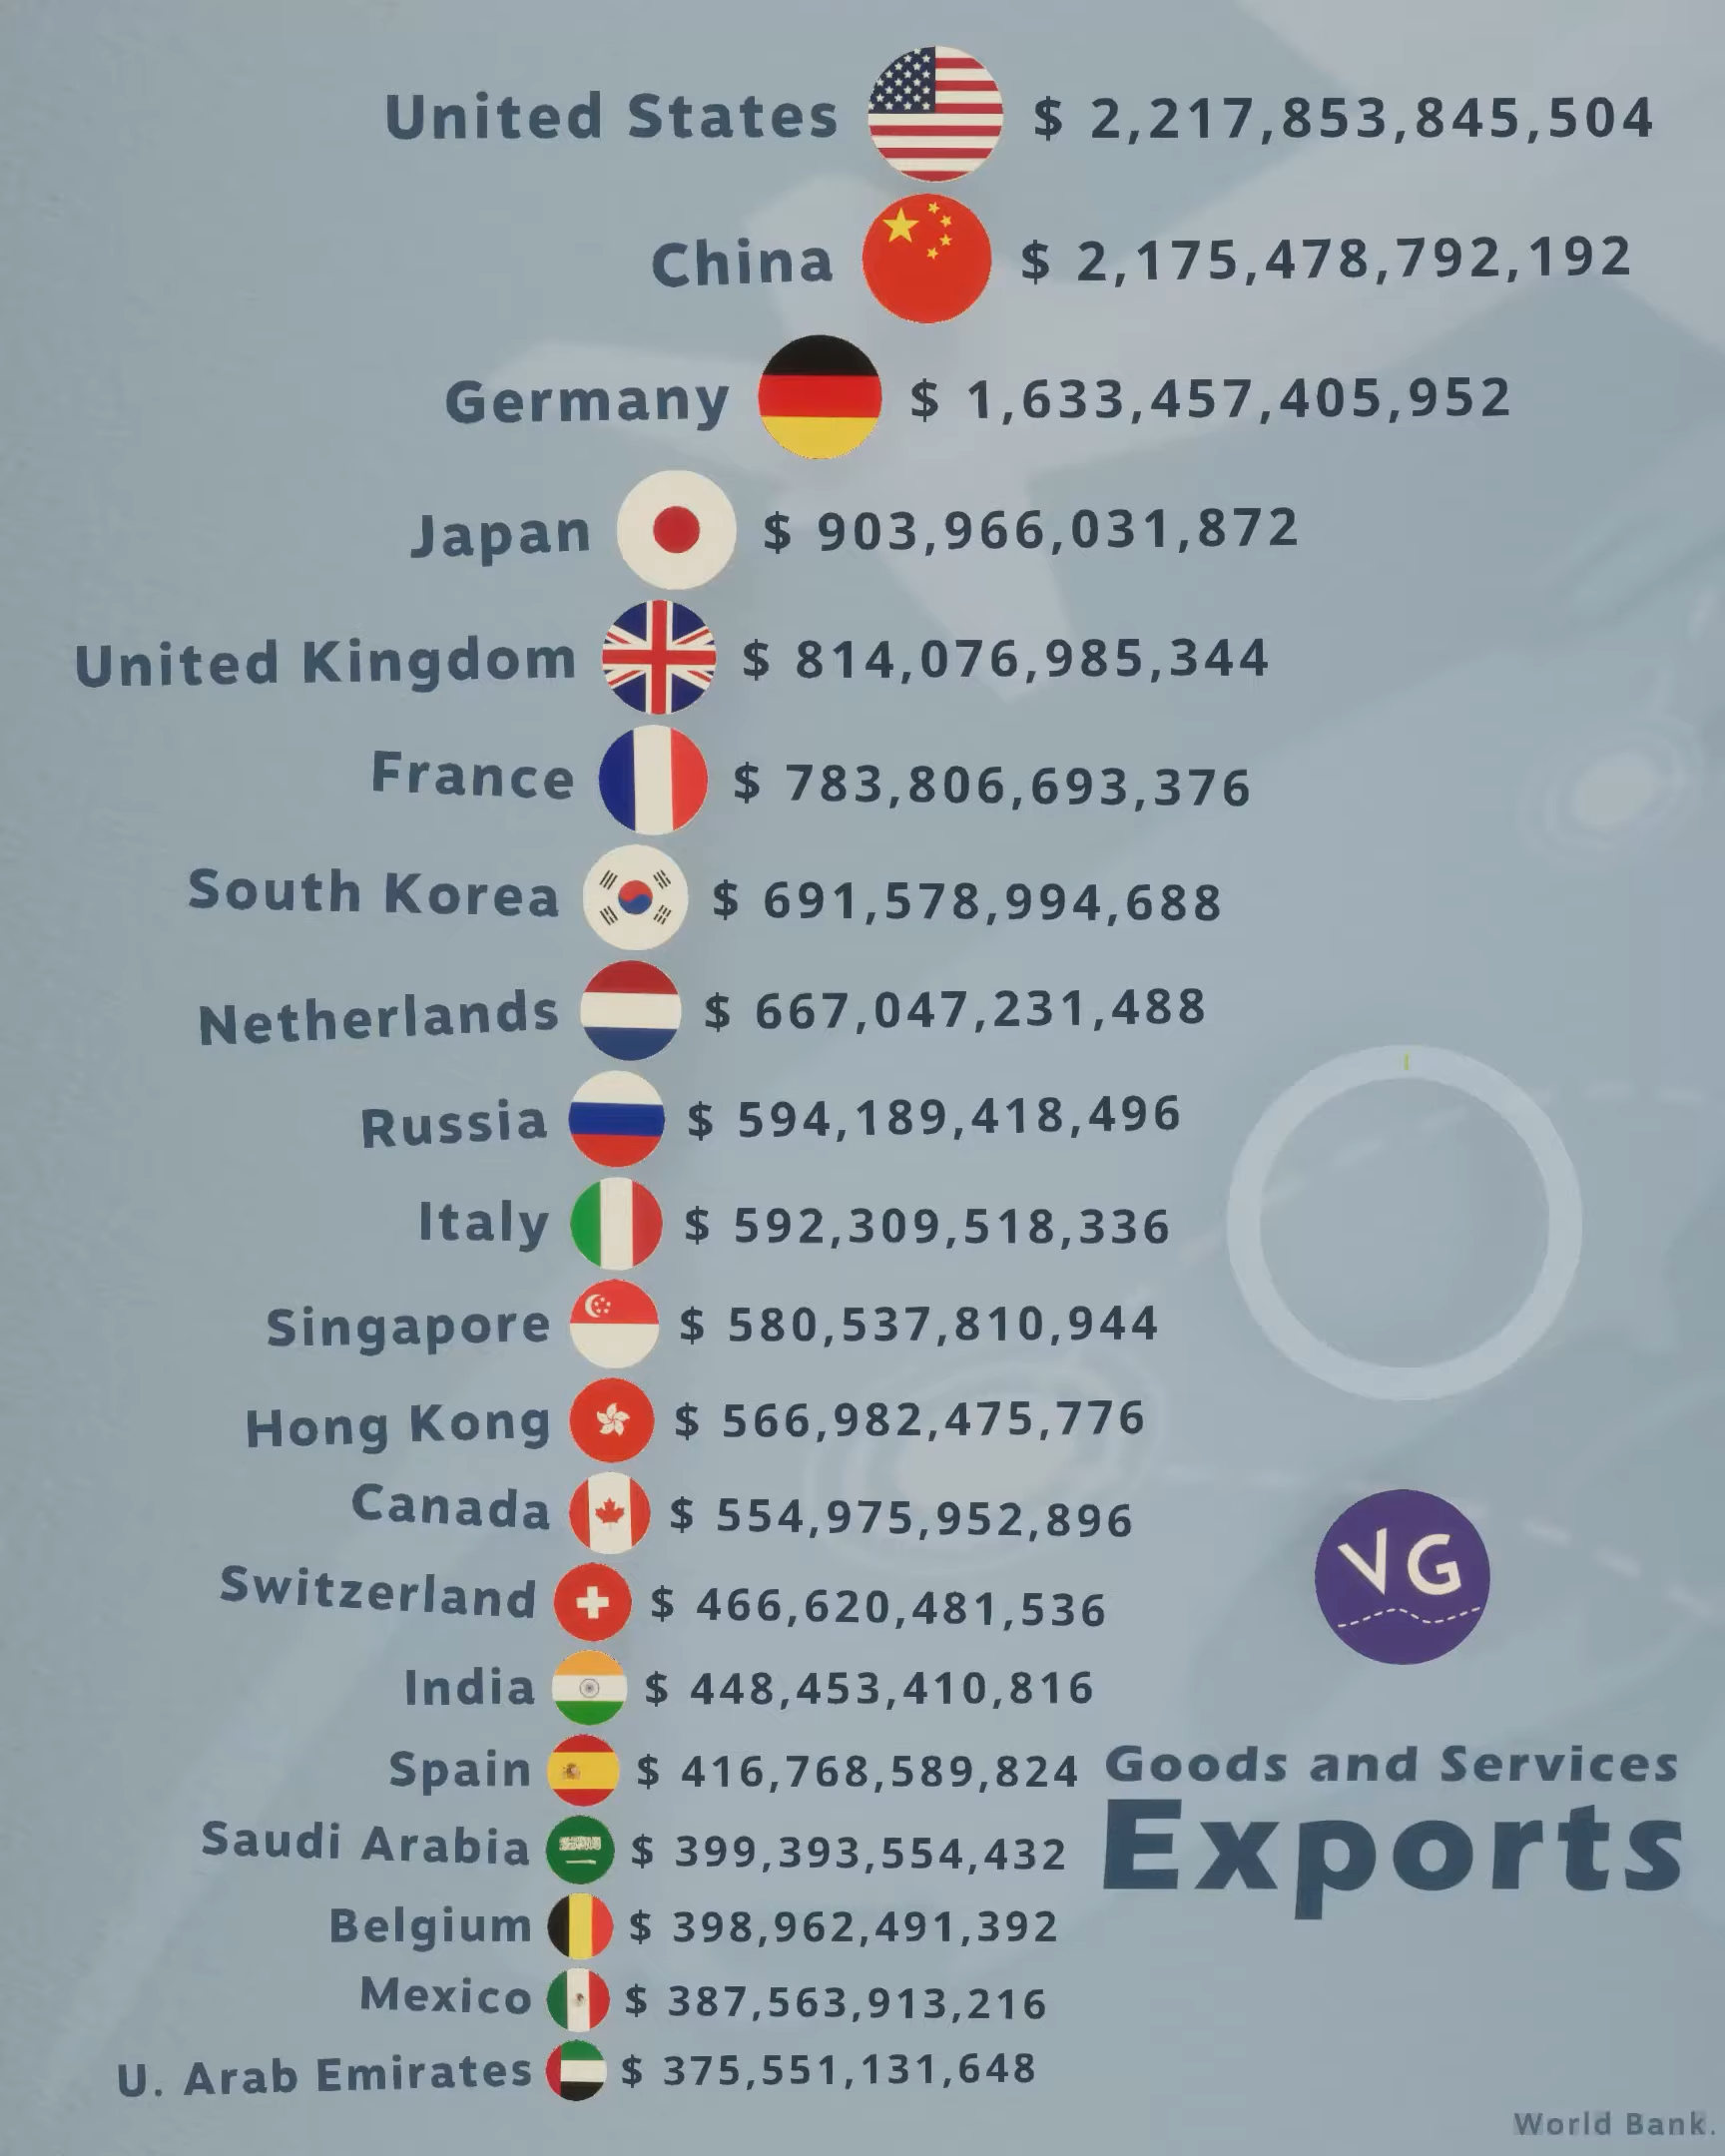 United States $ 2,217,853,845,504
China $ 2,175,478,792,192
Germany $ 1,633,457,405,952
Japan $ 903,966,031,872
United Kingdom $ 814,076,985,344
France $ 783,806,693,376
South Korea $ 691,578,994,688
Netherlands $ 667,047,231,488
Russia $ 594,189,418,496
Italy $ 592,309,518,336
Singapore $ 580,537,810,944
Hong Kong $ 566,982,475,776
Canada $ 554,975,952,896
Switzerland $ 466,620,481,536
VG
India $ 448,453,410,816
Spain $ 416,768,589,824
Goods and Services
Saudi Arabia $ 399,393,554,432
Exports
Belgium $ 398,962,491,392
Mexico $ 387,563,913,216
U. Arab Emirates $ 375,551,131,648
World Bank.